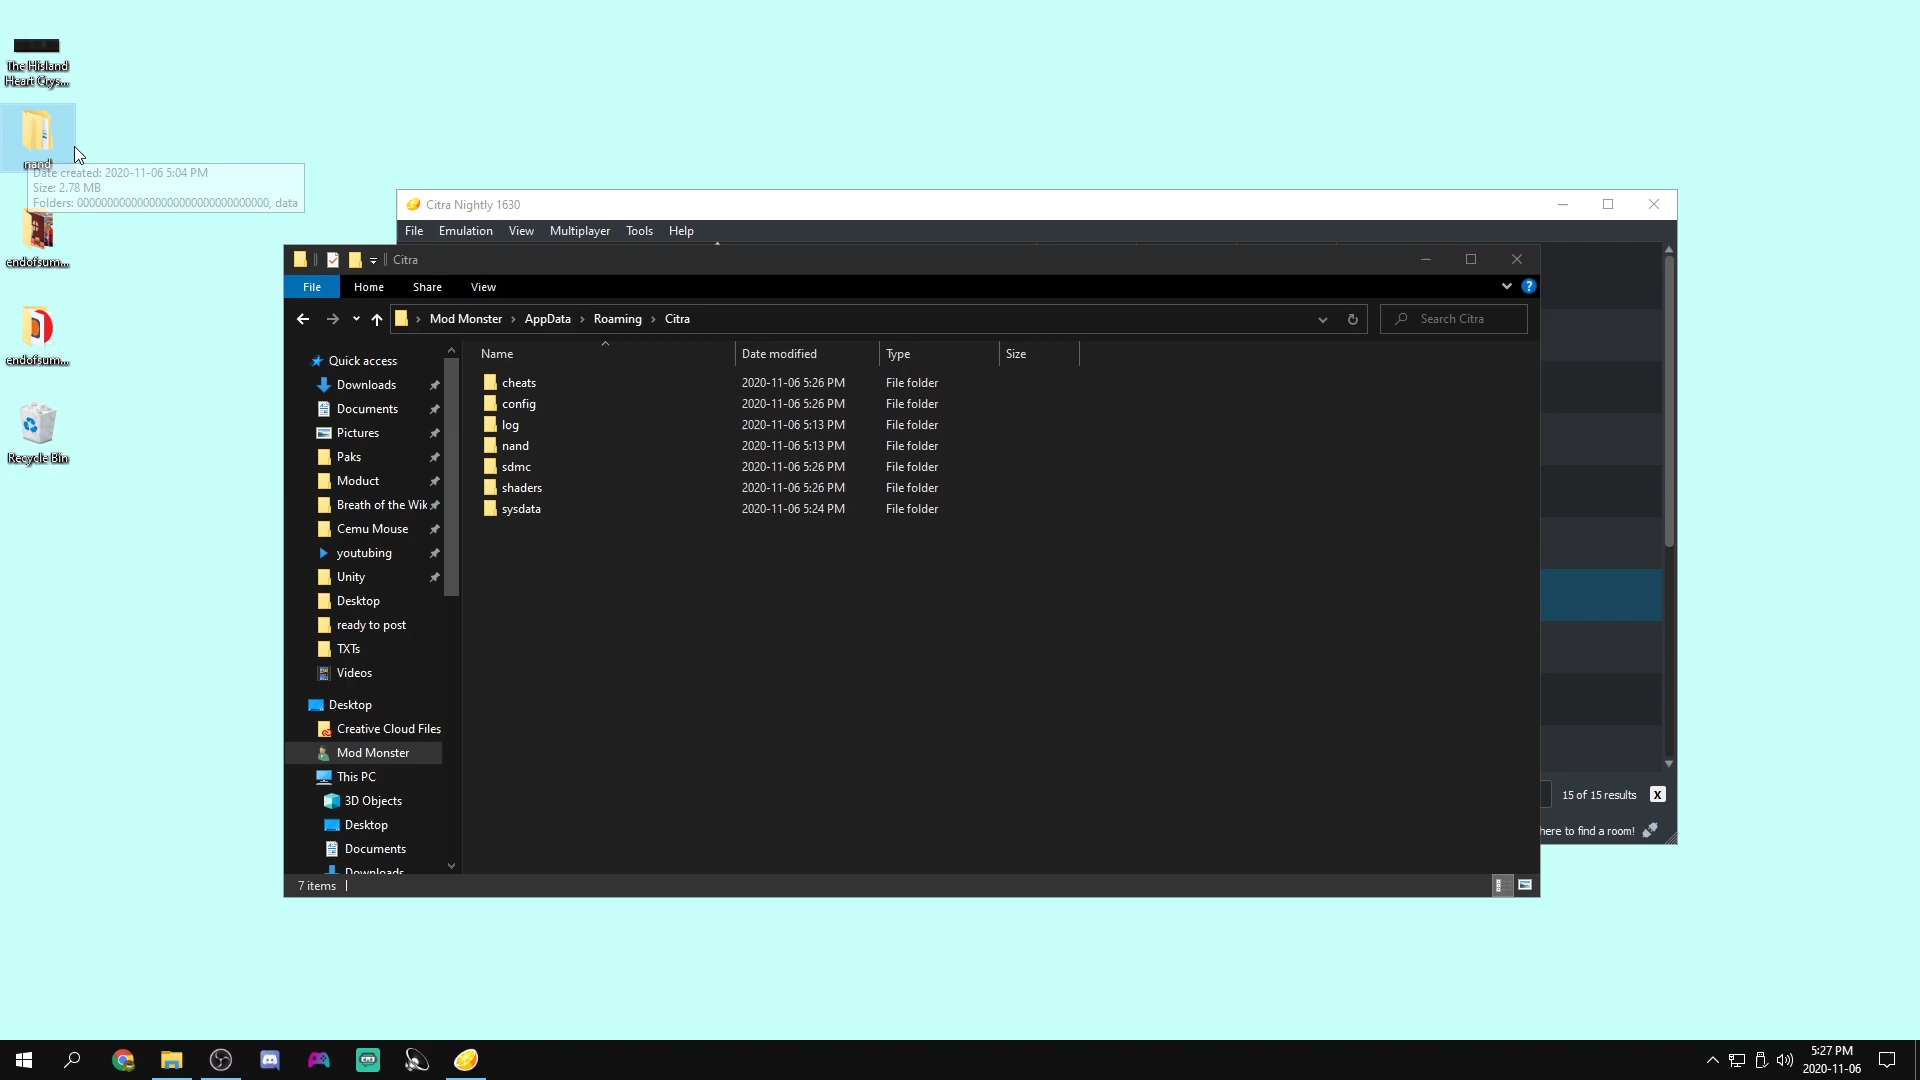 The Hisland
Heart Crys...
nand
Date created: 2020-11-06 5:04 PM
Size: 2.78 MB
endofsum...
endofsum...
Recycle Bin
Citra Nightly 1630
File Emulation View Multiplayer Tools Help
Citra
File Home Share View
Mod Monster › AppData › Roaming › Citra
Search Citra
Quick access
Downloads
Documents
Pictures
Paks
Moduct
Breath of the Wil
Cemu Mouse
youtubing
Unity
Desktop
ready to post
TXTs
Videos
Desktop
Creative Cloud Files
Mod Monster
This PC
3D Objects
Desktop
Documents
Downloads
Name Date modified Type Size
cheats 2020-11-06 5:26 PM File folder
config 2020-11-06 5:26 PM File folder
log 2020-11-06 5:13 PM File folder
nand 2020-11-06 5:13 PM File folder
sdmc 2020-11-06 5:26 PM File folder
shaders 2020-11-06 5:26 PM File folder
sysdata 2020-11-06 5:24 PM File folder
7 items
15 of 15 results X
here to find a room!
5:27 PM
2020-11-06